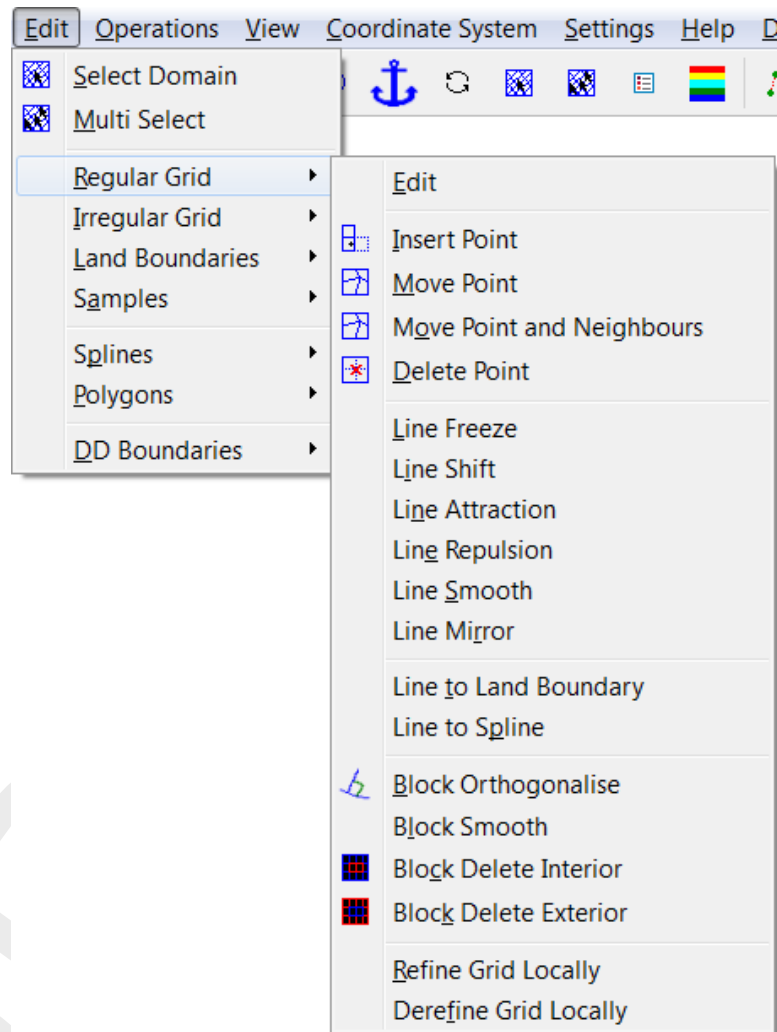 Edit Operations View Coordinate System Settings Help D
Select Domain
Multi Select
Regular Grid
Irregular Grid
Land Boundaries
Samples
Splines
Polygons
DD Boundaries
Edit
Insert Point
Move Point
Move Point and Neighbours
Delete Point
Line Freeze
Line Shift
Line Attraction
Line Repulsion
Line Smooth
Line Mirror
Line to Land Boundary
Line to Spline
Block Orthogonalise
Block Smooth
Block Delete Interior
Block Delete Exterior
Refine Grid Locally
Derefine Grid Locally